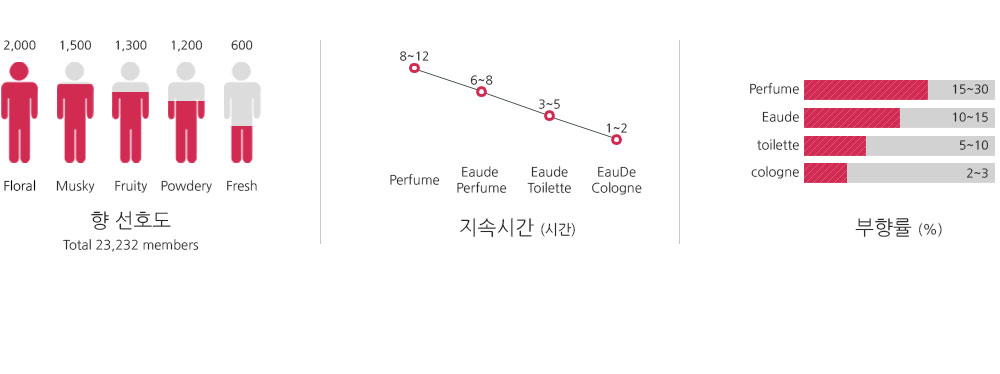 2,000 1,500 1,300 1,200 600
Floral Musky Fruity Powdery Fresh
향 선호도
Total 23,232 members
8~12
6~8
3~5
1~2
Perfume
Eaude
Perfume
Eaude
Toilette
EauDe
Cologne
지속시간 (시간)
Perfume 15~30
Eaude 10~15
toilette 5~10
cologne 2~3
부향률 (%)